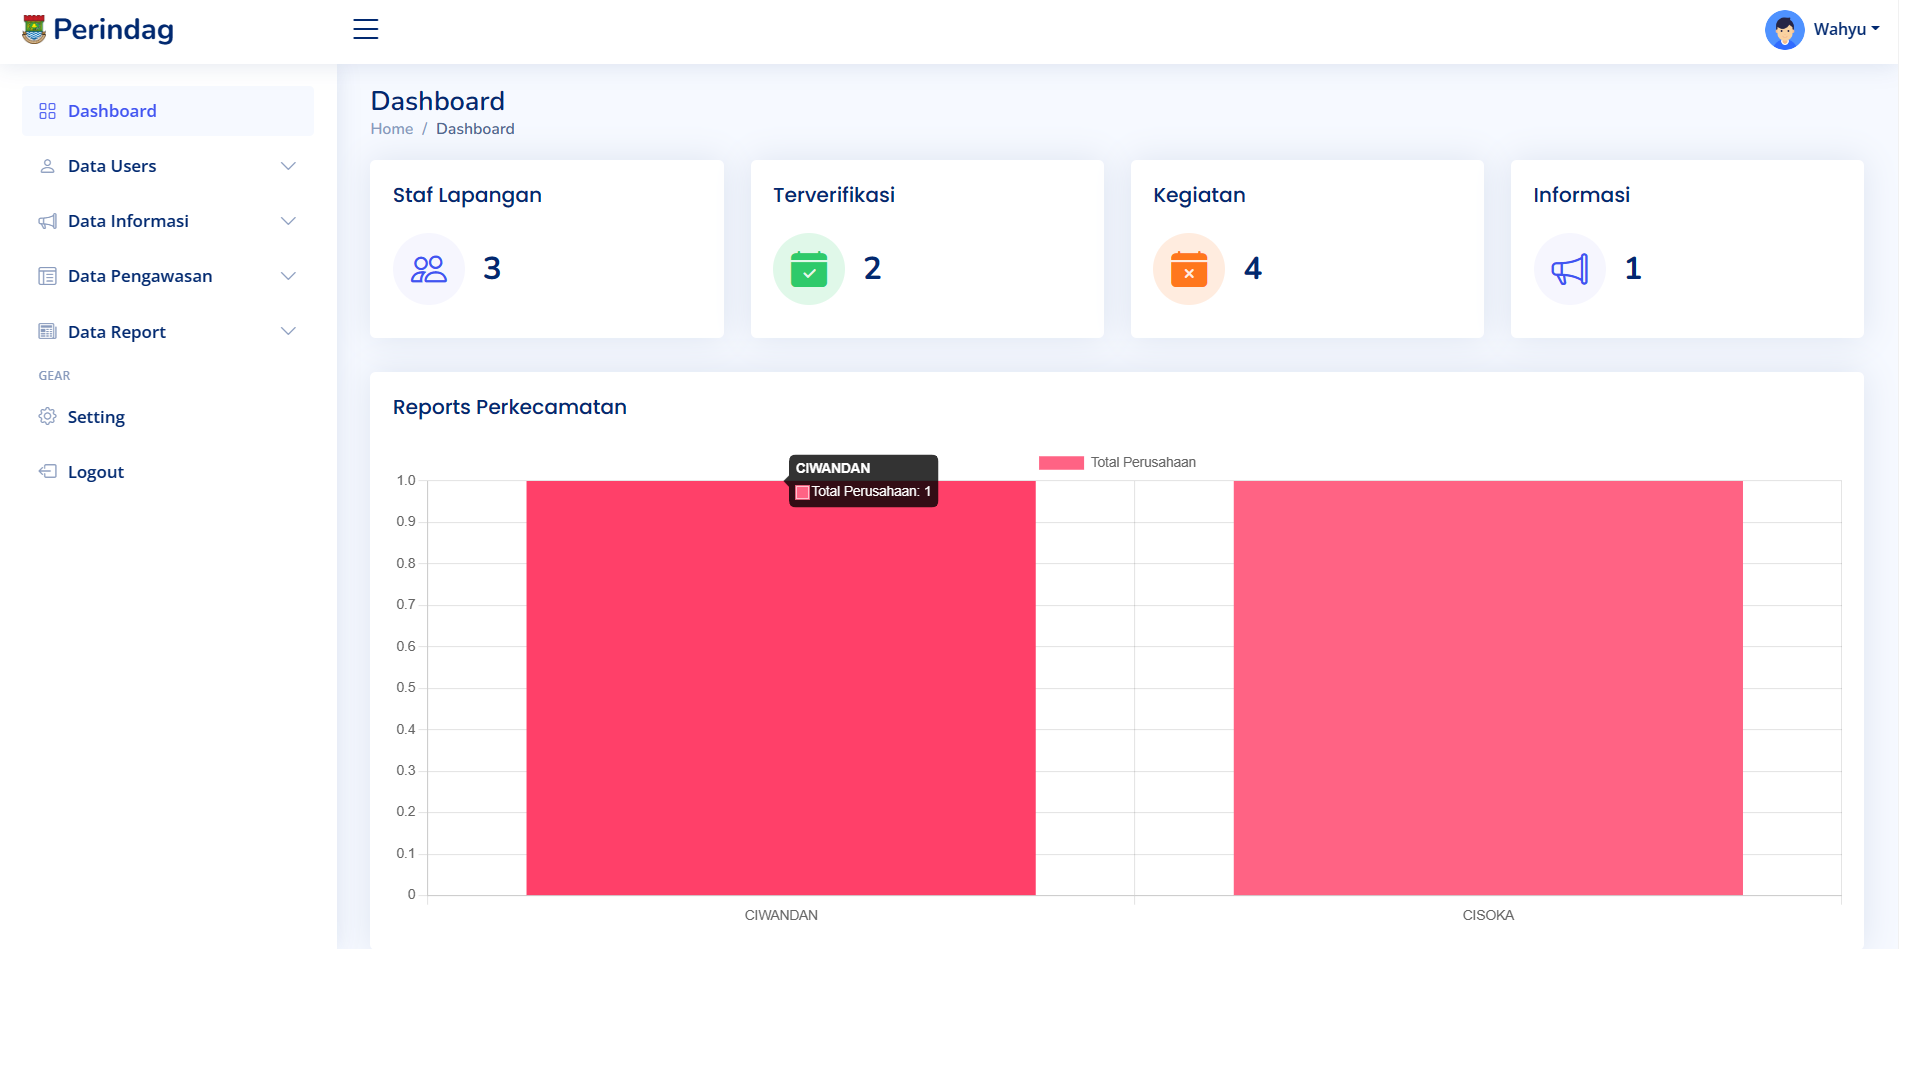 Perindag
Wahyu
Dashboard
Data Users
Data Informasi
Data Pengawasan
Data Report
GEAR
Setting
Logout
Dashboard
Home / Dashboard
Staf Lapangan
3
Terverifikasi
2
Kegiatan
4
Informasi
1
Reports Perkecamatan
Total Perusahaan
CIWANDAN
Total Perusahaan: 1
1.0
0.9
0.8
0.7
0.6
0.5
0.4
0.3
0.2
0.1
0
CIWANDAN
CISOKA